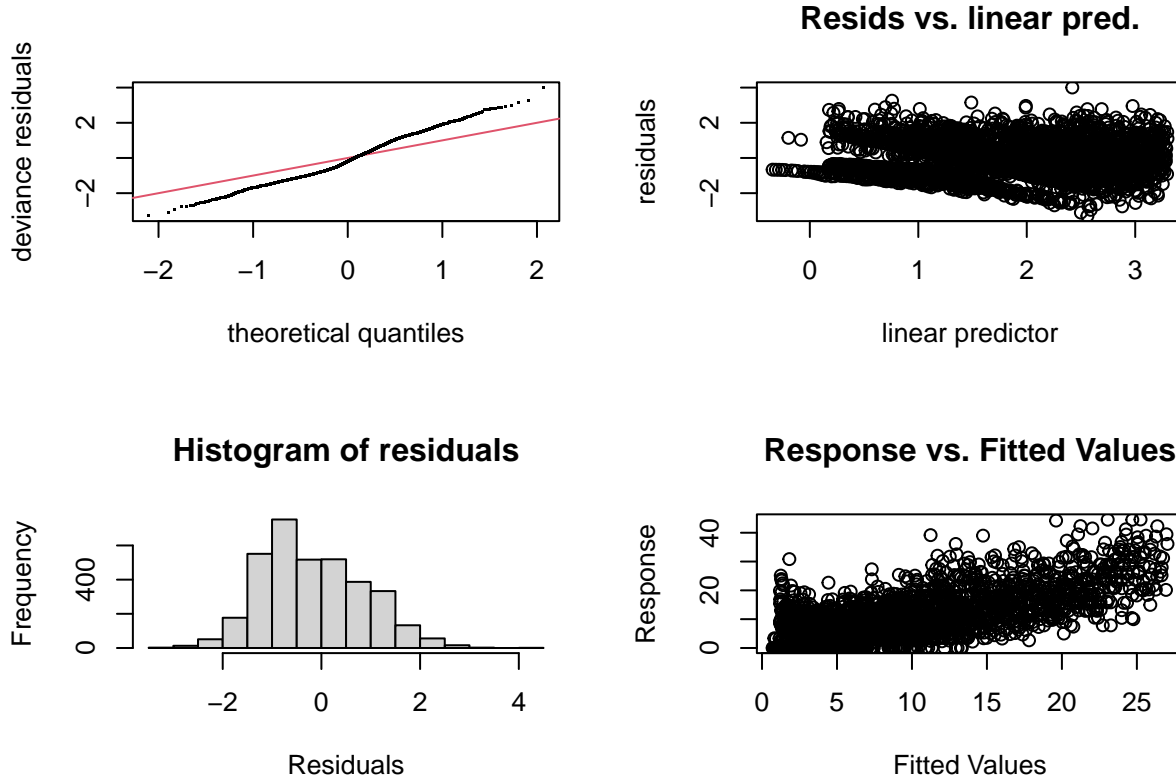 deviance residuals
2
−2
−2 −1 0 1 2
theoretical quantiles
Resids vs. linear pred.
residuals
2
−2
0 1 2 3
linear predictor
Histogram of residuals
Frequency
400
0
−2 0 2 4
Residuals
Response vs. Fitted Values
Response
40
20
0
0 5 10 15 20 25
Fitted Values